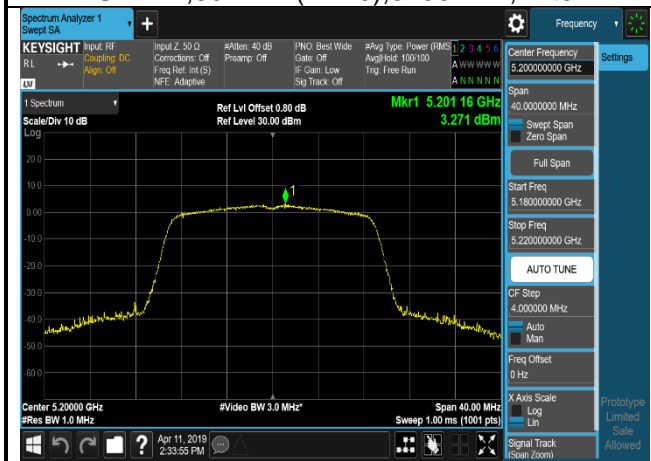 Spectrum Analyzer 1
Swept SA
+
Frequency
KEYSIGHT
RL
LXI
Input: RF
Coupling: DC
Align: Off
Input Z: 50 Ω
Corrections: Off
Freq Ref: Int (S)
NFE: Adaptive
#Atten: 40 dB
Preamp: Off
PNO: Best Wide
Gate: Off
IF Gain: Low
Sig Track: Off
#Avg Type: Power (RMS
Avg|Hold: 100/100
Trig: Free Run
1 2 3 4 5 6
A W W W W W
A N N N N N
1 Spectrum
Scale/Div 10 dB
Log
Ref Lvl Offset 0.80 dB
Ref Level 30.00 dBm
Mkr1 5.201 16 GHz
3.271 dBm
20.0
10.0
0.00
-10.0
-20.0
-30.0
-40.0
-50.0
-60.0
1
Center 5.20000 GHz
#Res BW 1.0 MHz
#Video BW 3.0 MHz*
Span 40.00 MHz
Sweep 1.00 ms (1001 pts)
Center Frequency
5.200000000 GHz
Span
40.0000000 MHz
Swept Span
Zero Span
Full Span
Start Freq
5.180000000 GHz
Stop Freq
5.220000000 GHz
AUTO TUNE
CF Step
4.000000 MHz
Auto
Man
Freq Offset
0 Hz
X Axis Scale
Log
Lin
Signal Track
(Span Zoom)
Settings
Prototype
Limited
Sale
Allowed
?
Apr 11, 2019
2:33:55 PM